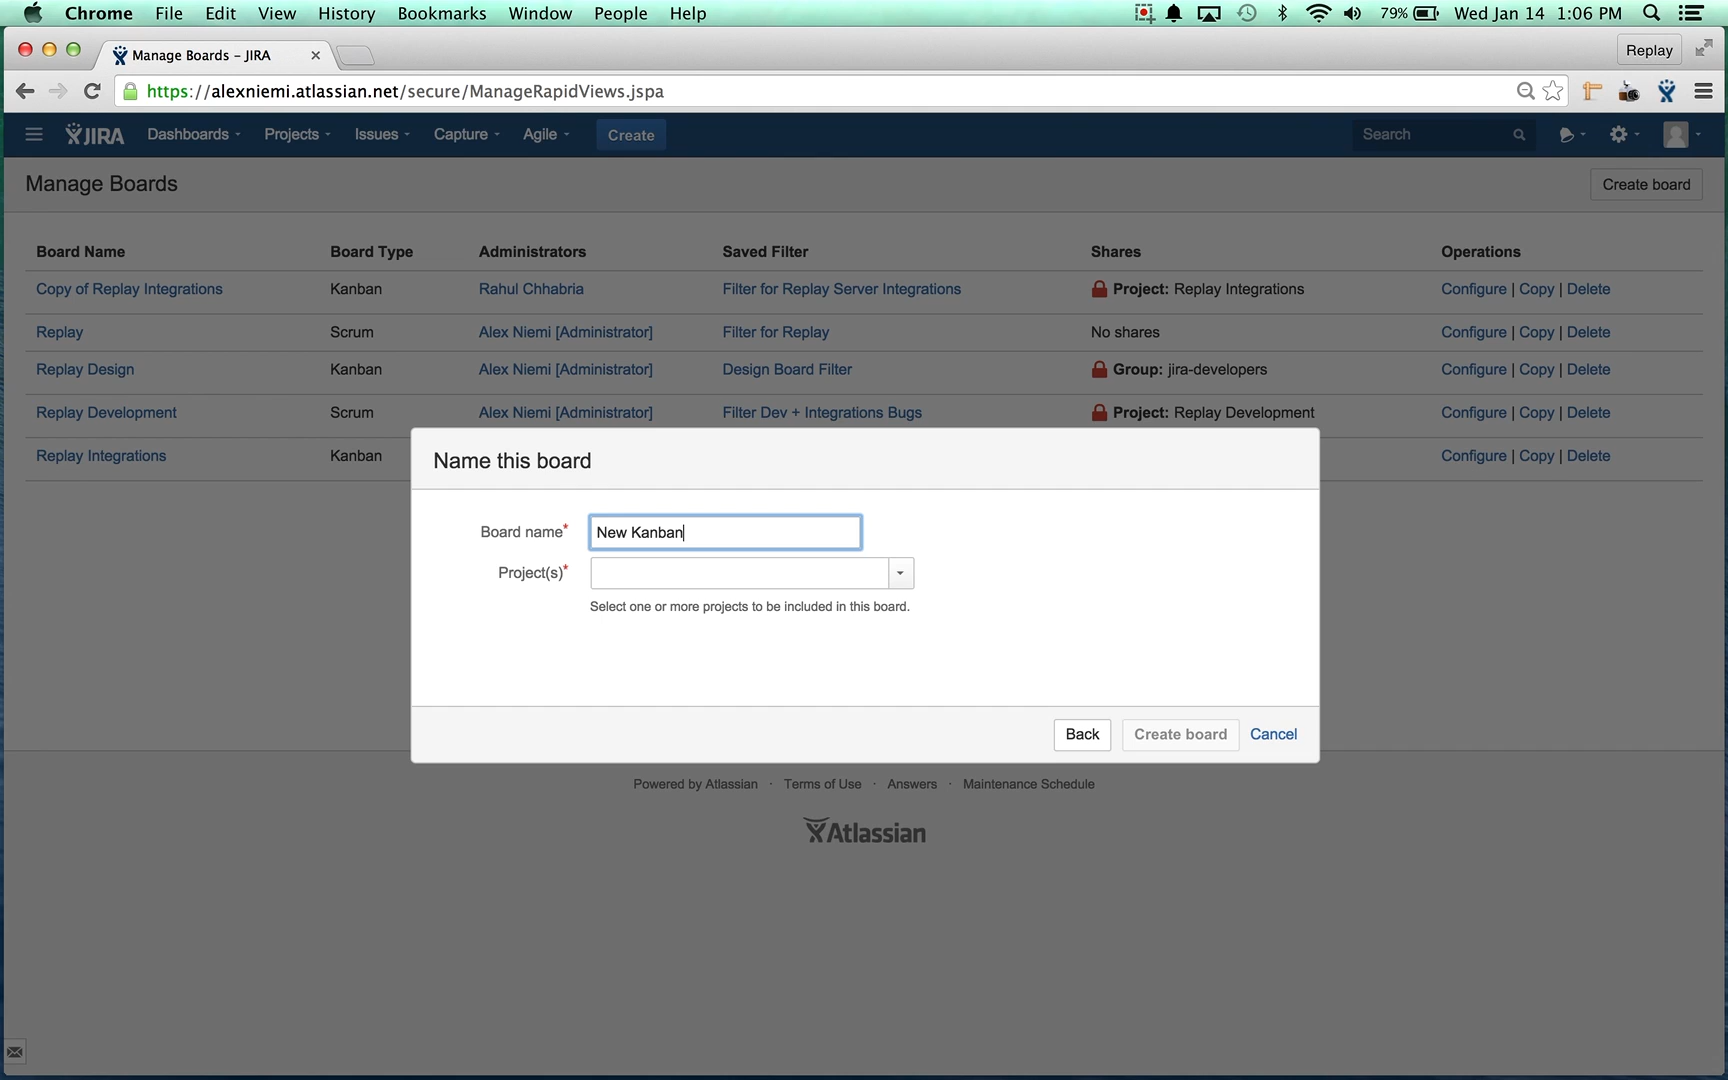 Chrome File Edit View History Bookmarks Window People Help 79% Wed Jan 14 1:06 PM
Manage Boards - JIRA Replay
https://alexniemi.atlassian.net/secure/ManageRapidViews.jspa
JIRA Dashboards Projects Issues Capture Agile Create Search
Manage Boards Create board
Board Name Board Type Administrators Saved Filter Shares Operations
Copy of Replay Integrations Kanban Rahul Chhabria Filter for Replay Server Integrations Project: Replay Integrations Configure | Copy | Delete
Replay Scrum Alex Niemi [Administrator] Filter for Replay No shares Configure | Copy | Delete
Replay Design Kanban Alex Niemi [Administrator] Design Board Filter Group: jira-developers Configure | Copy | Delete
Replay Development Scrum Alex Niemi [Administrator] Filter Dev + Integrations Bugs Project: Replay Development Configure | Copy | Delete
Replay Integrations Kanban Configure | Copy | Delete
Name this board
Board name* New Kanban
Project(s)*
Select one or more projects to be included in this board.
Back Create board Cancel
Powered by Atlassian · Terms of Use · Answers · Maintenance Schedule
Atlassian